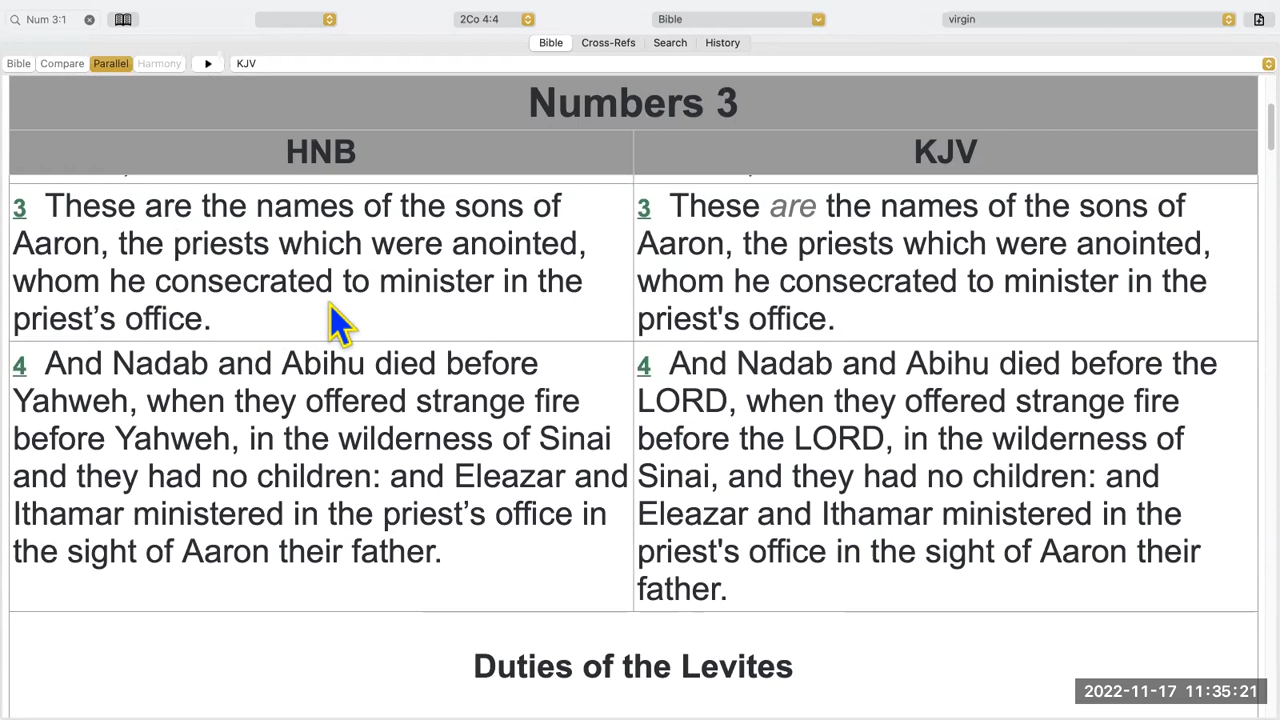 Num 3:1
2Co 4:4
Bible
virgin
Bible
Cross-Refs
Search
History
Bible
Compare
Parallel
Harmony
KJV
Numbers 3
HNB
KJV
3 These are the names of the sons of
Aaron, the priests which were anointed,
whom he consecrated to minister in the
priest’s office.
3 These are the names of the sons of
Aaron, the priests which were anointed,
whom he consecrated to minister in the
priest's office.
4 And Nadab and Abihu died before
Yahweh, when they offered strange fire
before Yahweh, in the wilderness of Sinai
and they had no children: and Eleazar and
Ithamar ministered in the priest’s office in
the sight of Aaron their father.
4 And Nadab and Abihu died before the
LORD, when they offered strange fire
before the LORD, in the wilderness of
Sinai, and they had no children: and
Eleazar and Ithamar ministered in the
priest's office in the sight of Aaron their
father.
Duties of the Levites
2022-11-17 11:35:21